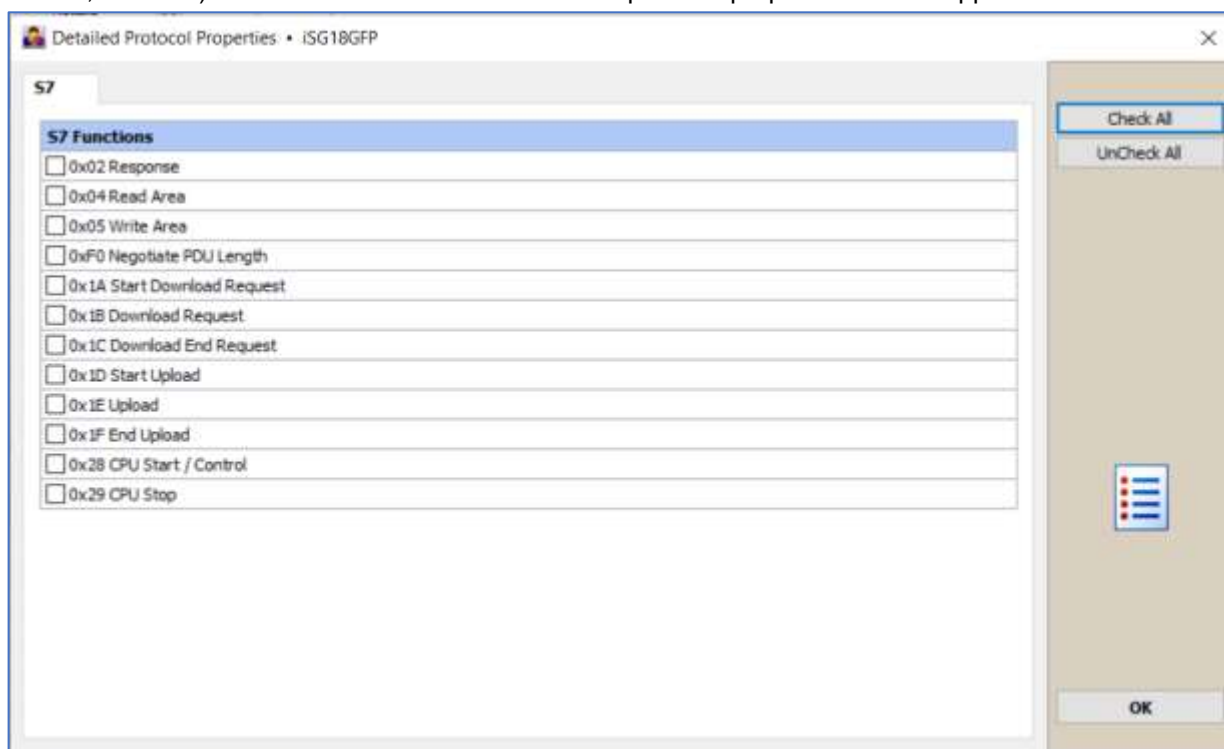 Detailed Protocol Properties • iSG18GFP
S7
S7 Functions
0x02 Response
0x04 Read Area
0x05 Write Area
0xF0 Negotiate PDU Length
0x1A Start Download Request
0x1B Download Request
0x1C Download End Request
0x1D Start Upload
0x1E Upload
0x1F End Upload
0x28 CPU Start / Control
0x29 CPU Stop
Check All
UnCheck All
OK